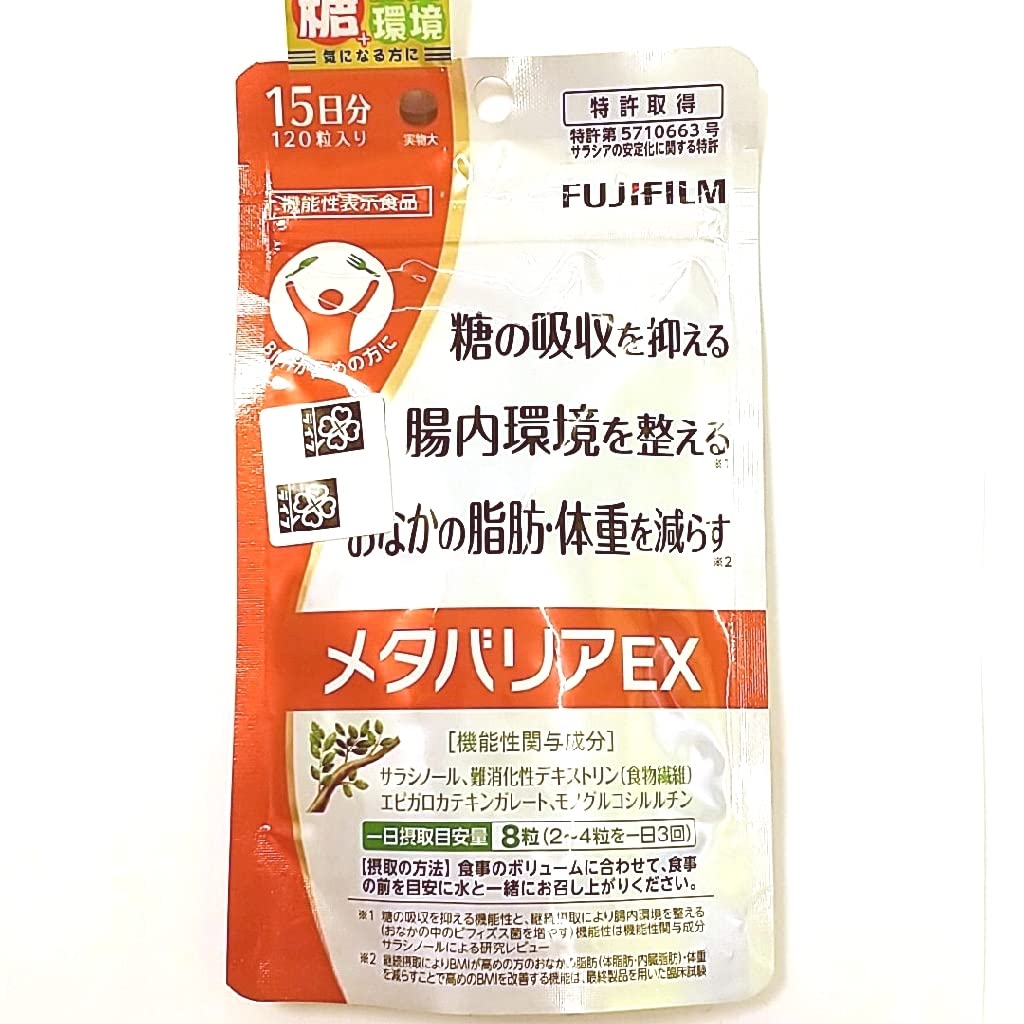 糖+環境
気になる方に
15日分
120粒入り
実物大
特許取得
特許第5710663号
サラシアの安定化に関する特許
FUJIFILM
機能性表示食品
の方に
糖の吸収を抑える
腸内環境を整える
※1
ライフ
ライフ
おなかの脂肪・体重を減らす
※2
メタバリアEX
[機能性関与成分]
サラシノール、難消化性デキストリン(食物繊維)
エピガロカテキンガレート、モノグルコシルルチン
一日摂取目安量 8粒(2~4粒を一日3回)
【摂取の方法】食事のボリュームに合わせて、食事
の前を目安に水と一緒にお召し上がりください。
※1 糖の吸収を抑える機能性と、継続摂取により腸内環境を整える
(おなかの中のビフィズス菌を増やす)機能性は機能性関与成分
サラシノールによる研究レビュー
※2 継続摂取によりBMIが高めの方のおなかの脂肪(体脂肪・内臓脂肪)・体重
を減らすことで高めのBMIを改善する機能は、最終製品を用いた臨床試験